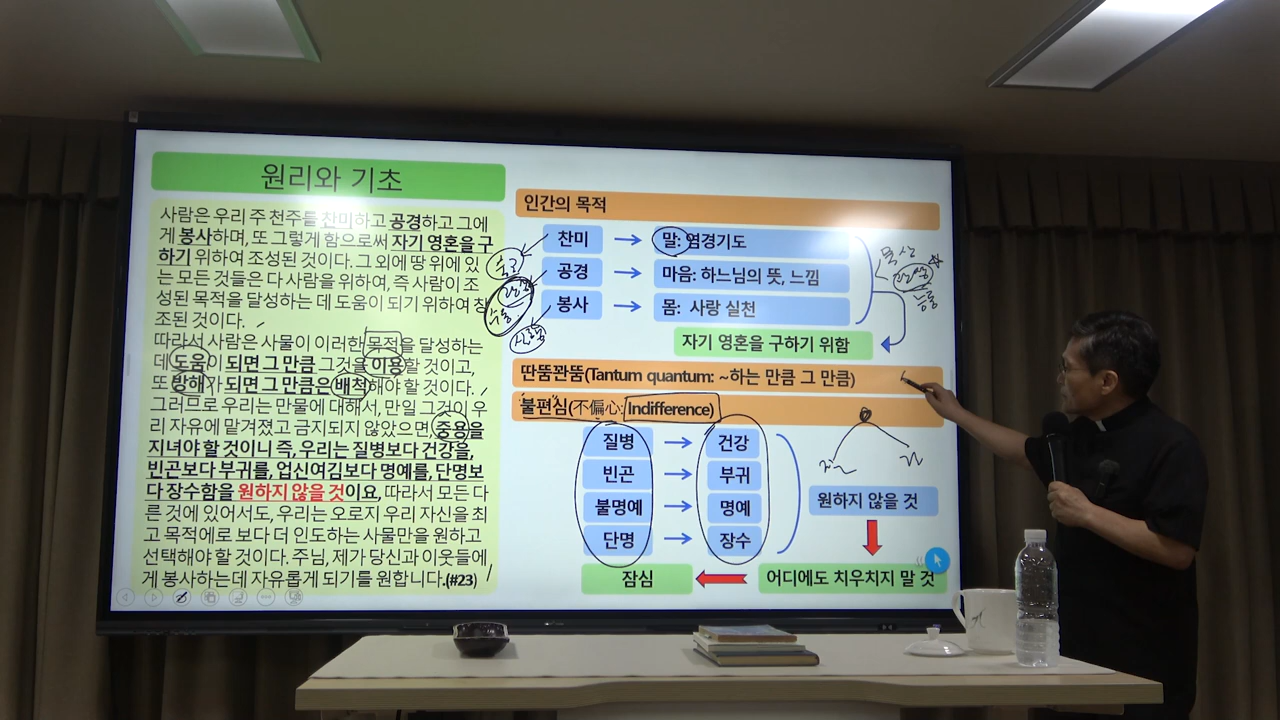 원리와 기초
사람은 우리 주 천주를 찬미하고 공경하고 그에
게 봉사하며, 또 그렇게 함으로써 자기 영혼을 구
하기 위하여 조성된 것이다. 그 외에 땅 위에 있
는 모든 것들은 다 사람을 위하여, 즉 사람이 조
성된 목적을 달성하는 데 도움이 되기 위하여 창
조된 것이다.
따라서 사람은 사물이 이러한 목적을 달성하는
데 도움이 되면 그 만큼 그것을 이용할 것이고,
또 방해가 되면 그 만큼은 배척해야 할 것이다.
그러므로 우리는 만물에 대해서, 만일 그것이 우
리 자유에 맡겨졌고 금지되지 않았으면, 중용을
지녀야 할 것이니 즉, 우리는 질병보다 건강을,
빈곤보다 부귀를, 업신여김보다 명예를, 단명보
다 장수함을 원하지 않을 것이요, 따라서 모든 다
른 것에 있어서도, 우리는 오로지 우리 자신을 최
고 목적에로 보다 더 인도하는 사물만을 원하고
선택해야 할 것이다. 주님, 제가 당신과 이웃들에
게 봉사하는데 자유롭게 되기를 원합니다.(#23)
인간의 목적
찬미 → 말: 염경기도
공경 → 마음: 하느님의 뜻, 느낌
봉사 → 몸: 사랑 실천
자기 영혼을 구하기 위함
딴뚬꽌뚬(Tantum quantum: ~하는 만큼 그 만큼)
불편심(不偏心: Indifference)
질병 → 건강
빈곤 → 부귀
불명예 → 명예
단명 → 장수
원하지 않을 것
어디에도 치우치지 말 것
잠심